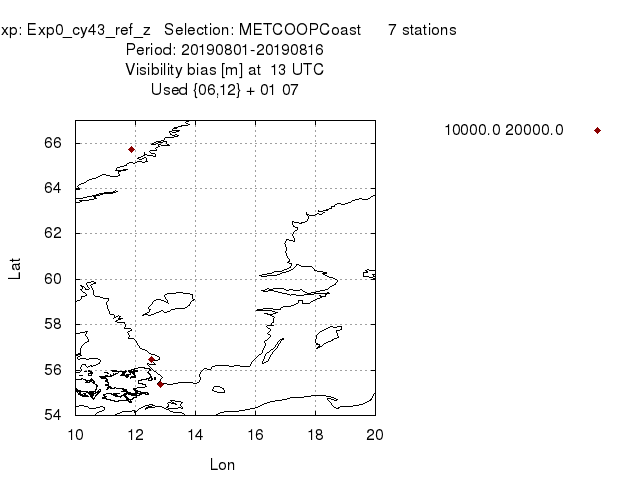 xp: Exp0_cy43_ref_z Selection: METCOOPCoast 7 stations
Period: 20190801-20190816
Visibility bias [m] at 13 UTC
Used {06,12} + 01 07
10000.0 20000.0
66
64
62
60
58
56
54
Lat
10 12 14 16 18 20
Lon